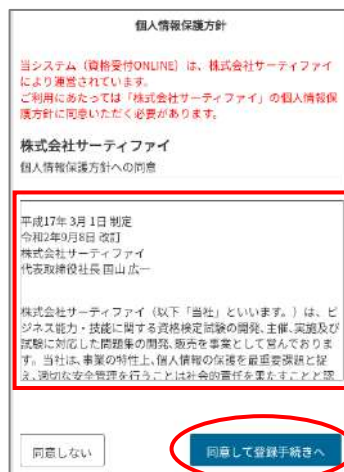 個人情報保護方針
当システム（資格受付ONLINE）は、株式会社サーティファイ
により運営されています。
ご利用にあたっては「株式会社サーティファイ」の個人情報保
護方針に同意いただく必要があります。
株式会社サーティファイ
個人情報保護方針への同意
平成17年 3月 1日 制定
令和2年9月8日 改訂
株式会社サーティファイ
代表取締役社長 国山 広一
株式会社サーティファイ（以下「当社」といいます。）は、ビ
ジネス能力・技能に関する資格検定試験の開発、主催、実施及び
試験に対応した問題集の開発、販売を事業として営んでおりま
す。当社は、事業の特性上、個人情報の保護を最重要課題と捉
え、適切な安全管理を行うことは社会的責任を果たすことと認
同意しない
同意して登録手続きへ